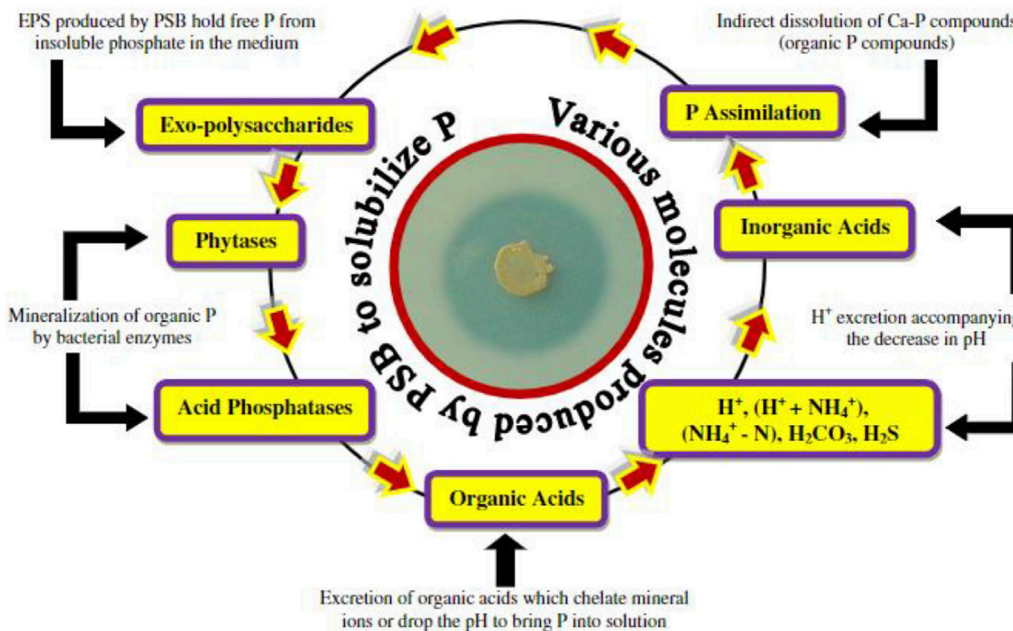 EPS produced by PSB hold free P from
insoluble phosphate in the medium
Indirect dissolution of Ca-P compounds
(organic P compounds)
Exo-polysaccharides
P Assimilation
Various molecules produced by PSB to solubilize P
Phytases
Inorganic Acids
Mineralization of organic P
by bacterial enzymes
H⁺ excretion accompanying
the decrease in pH
Acid Phosphatases
H⁺, (H⁺ + NH₄⁺),
(NH₄⁺ - N), H₂CO₃, H₂S
Organic Acids
Excretion of organic acids which chelate mineral
ions or drop the pH to bring P into solution